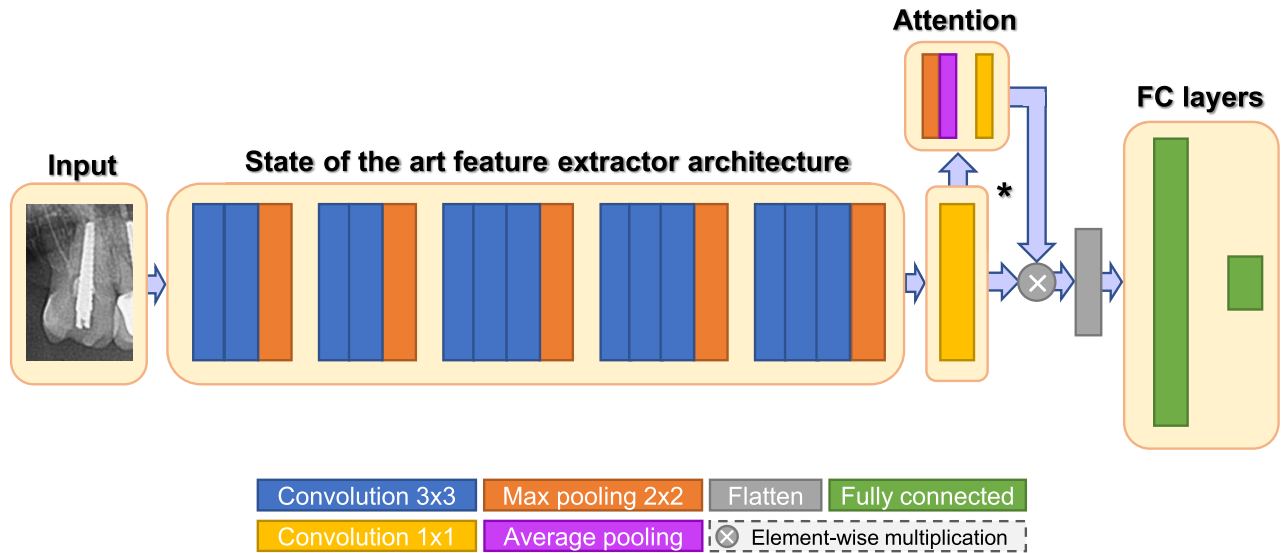 Attention
FC layers
Input
State of the art feature extractor architecture
*
Convolution 3x3
Max pooling 2x2
Flatten
Fully connected
Convolution 1x1
Average pooling
Element-wise multiplication